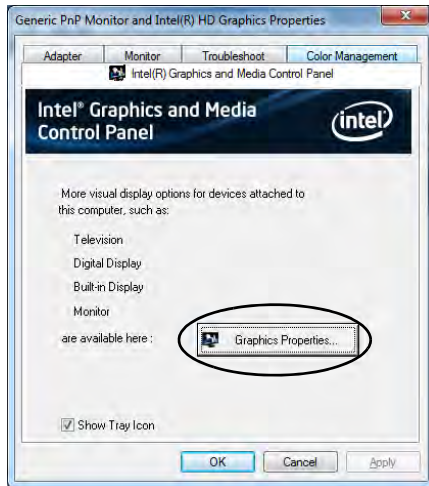 Generic PnP Monitor and Intel(R) HD Graphics Properties
Adapter Monitor Troubleshoot Color Management
Intel(R) Graphics and Media Control Panel
Intel® Graphics and Media
Control Panel
intel
More visual display options for devices attached to
this computer, such as:
Television
Digital Display
Built-in Display
Monitor
are available here :
Graphics Properties...
Show Tray Icon
OK Cancel Apply